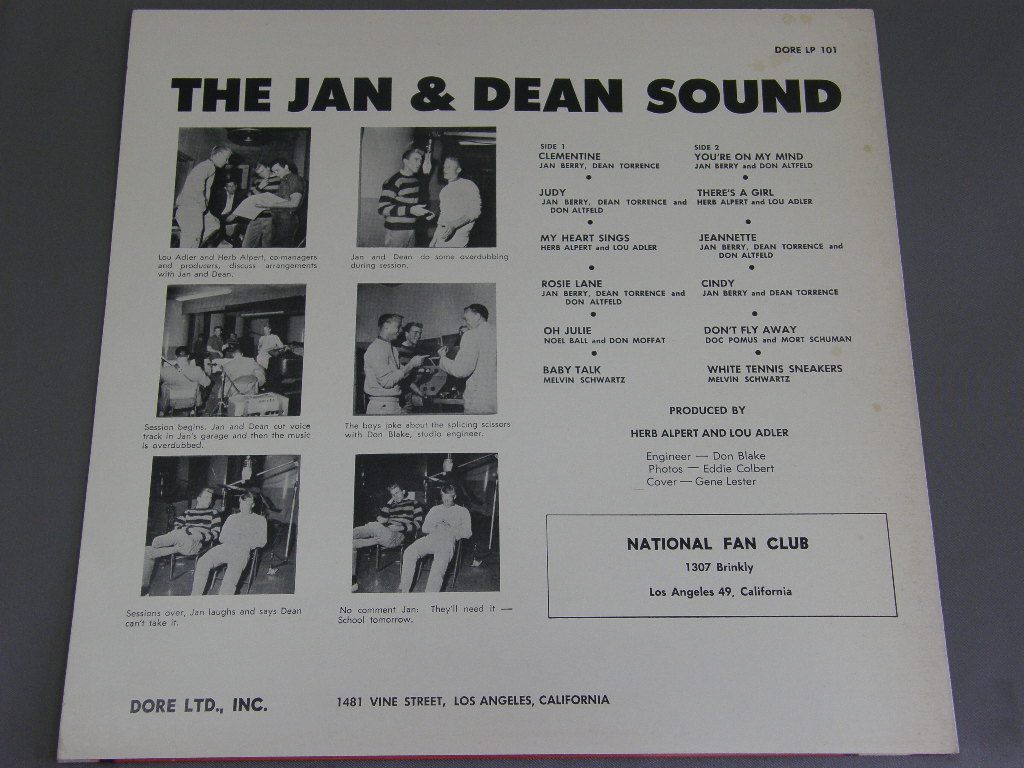 DORE LP 101
THE JAN & DEAN SOUND
Lou Adler and Herb Alpert, co-managers
and producers, discuss arrangements
with Jan and Dean.
Jan and Dean do some overdubbing
during session.
Session begins. Jan and Dean cut voice
track in Jan's garage and then the music
is overdubbed.
The boys joke about the splicing scissors
with Don Blake, studio engineer.
Sessions over, Jan laughs and says Dean
can't take it.
No comment Jan: They'll need it —
School tomorrow.
SIDE 1
CLEMENTINE
JAN BERRY, DEAN TORRENCE
JUDY
JAN BERRY, DEAN TORRENCE and
DON ALTFELD
MY HEART SINGS
HERB ALPERT and LOU ADLER
ROSIE LANE
JAN BERRY, DEAN TORRENCE and
DON ALTFELD
OH JULIE
NOEL BALL and DON MOFFAT
BABY TALK
MELVIN SCHWARTZ
SIDE 2
YOU'RE ON MY MIND
JAN BERRY and DON ALTFELD
THERE'S A GIRL
HERB ALPERT and LOU ADLER
JEANNETTE
JAN BERRY, DEAN TORRENCE and
DON ALTFELD
CINDY
JAN BERRY and DEAN TORRENCE
DON'T FLY AWAY
DOC POMUS and MORT SCHUMAN
WHITE TENNIS SNEAKERS
MELVIN SCHWARTZ
PRODUCED BY
HERB ALPERT AND LOU ADLER
Engineer — Don Blake
Photos — Eddie Colbert
Cover — Gene Lester
NATIONAL FAN CLUB
1307 Brinkly
Los Angeles 49, California
DORE LTD., INC.
1481 VINE STREET, LOS ANGELES, CALIFORNIA